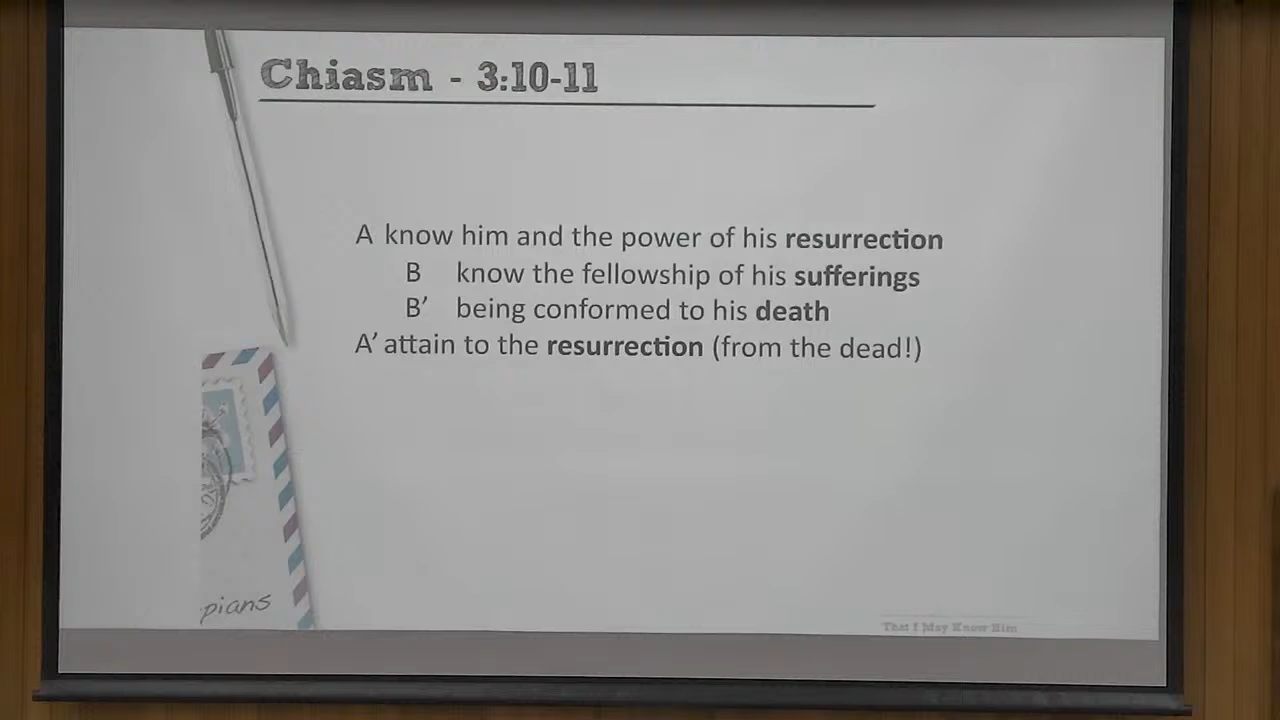 Chiasm - 3:10-11
A know him and the power of his resurrection
B know the fellowship of his sufferings
B’ being conformed to his death
A’ attain to the resurrection (from the dead!)
pians
That I May Know Him